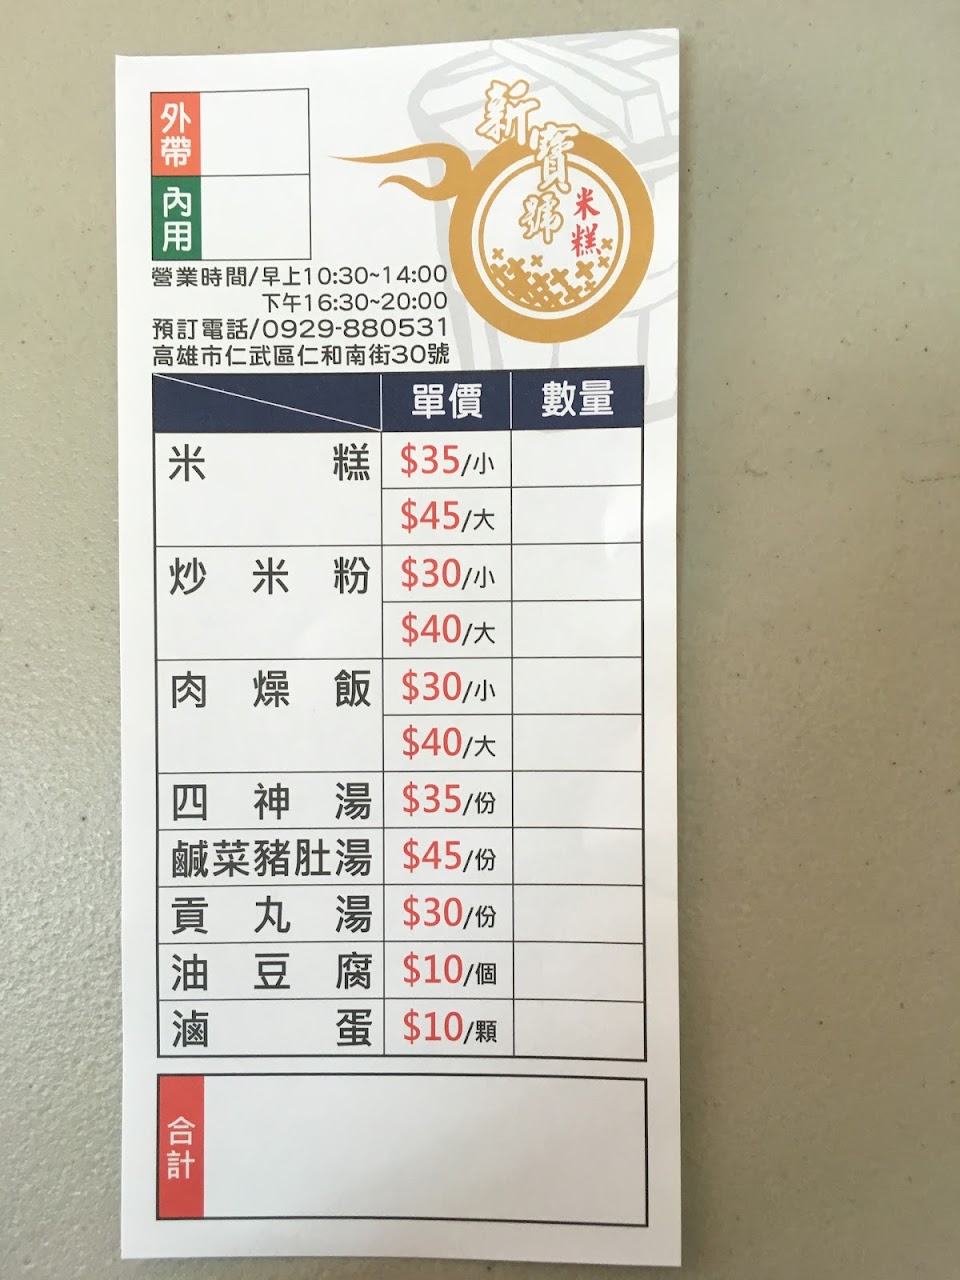 外帶
內用
新寶號
米糕
營業時間/早上10:30~14:00
下午16:30~20:00
預訂電話/0929-880531
高雄市仁武區仁和南街30號
單價 數量
米糕 $35/小
$45/大
炒米粉 $30/小
$40/大
肉燥飯 $30/小
$40/大
四神湯 $35/份
鹹菜豬肚湯 $45/份
貢丸湯 $30/份
油豆腐 $10/個
滷蛋 $10/顆
合計